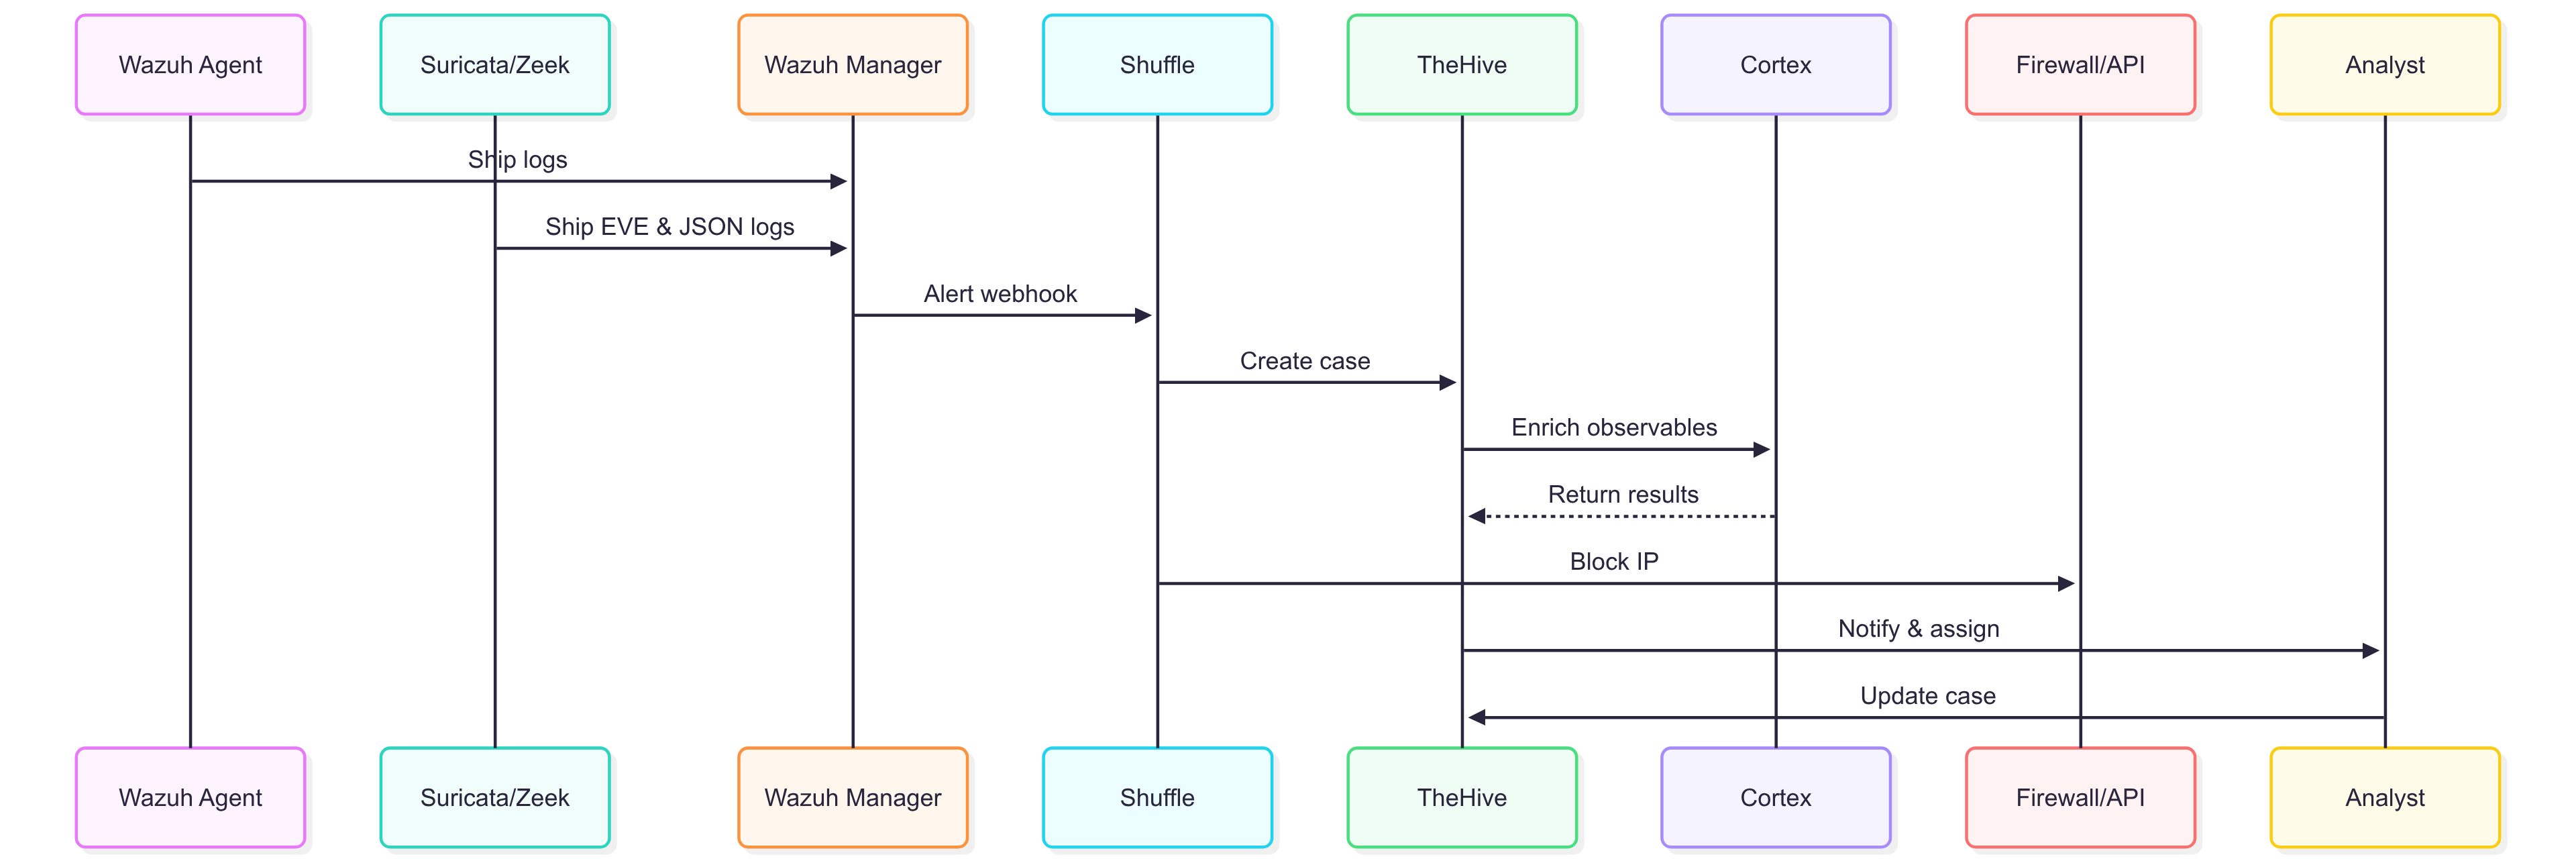 Wazuh Agent
Suricata/Zeek
Wazuh Manager
Shuffle
TheHive
Cortex
Firewall/API
Analyst
Ship logs
Ship EVE & JSON logs
Alert webhook
Create case
Enrich observables
Return results
Block IP
Notify & assign
Update case
Wazuh Agent
Suricata/Zeek
Wazuh Manager
Shuffle
TheHive
Cortex
Firewall/API
Analyst